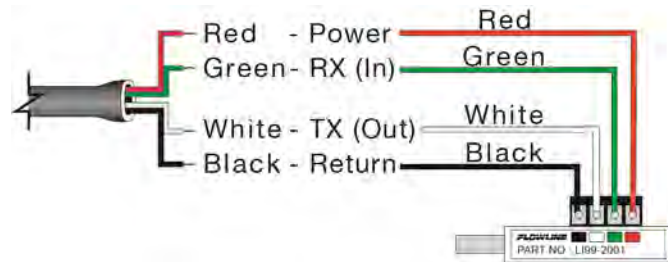 Red - Power Red
Green - RX (In) Green
White - TX (Out) White
Black - Return Black
FLOWLINE
PART NO LI99-2001